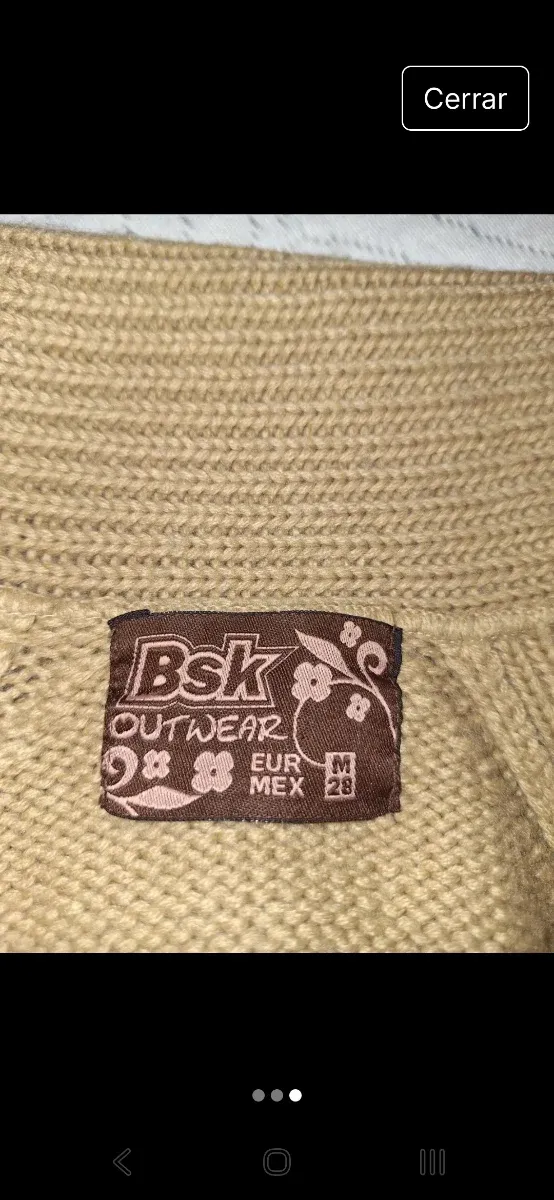 Cerrar
Bsk
OUTWEAR
EUR M
MEX 28